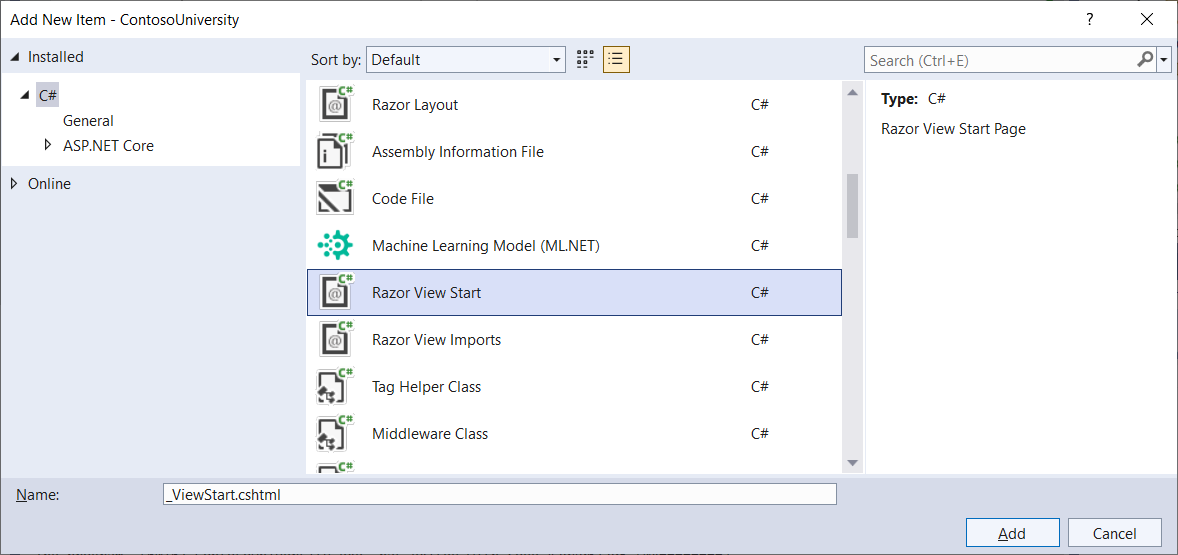 Add New Item - ContosoUniversity ?
Installed
C#
General
ASP.NET Core
Online
Sort by: Default
Search (Ctrl+E)
C# @ Razor Layout C#
C# i Assembly Information File C#
C# Code File C#
Machine Learning Model (ML.NET) C#
C# @ Razor View Start C#
C# @ Razor View Imports C#
C# Tag Helper Class C#
C# Middleware Class C#
C#
Type: C#
Razor View Start Page
Name: _ViewStart.cshtml
Add Cancel